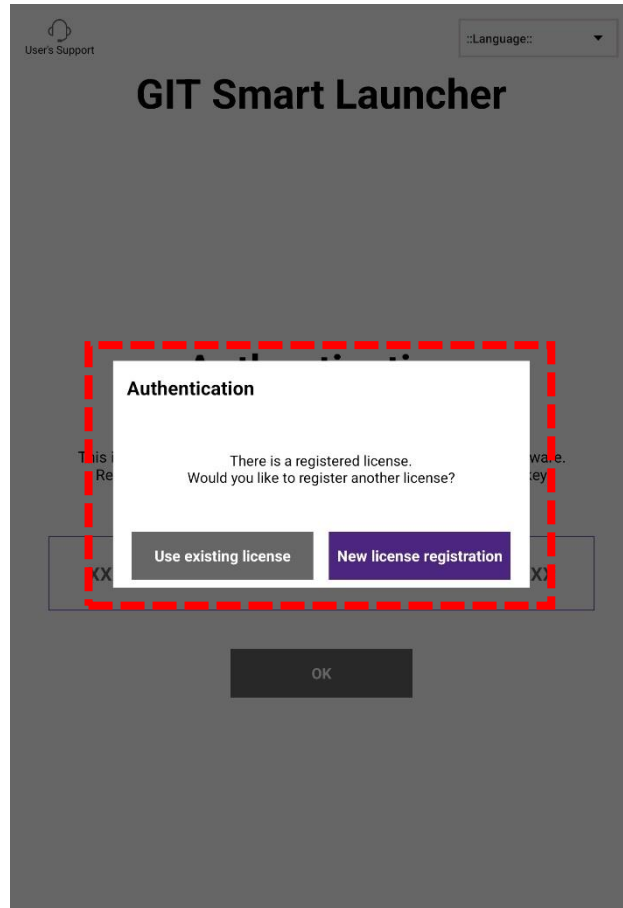 User's Support
::Language::
GIT Smart Launcher
Authentication
There is a registered license.
Would you like to register another license?
Use existing license
New license registration
OK